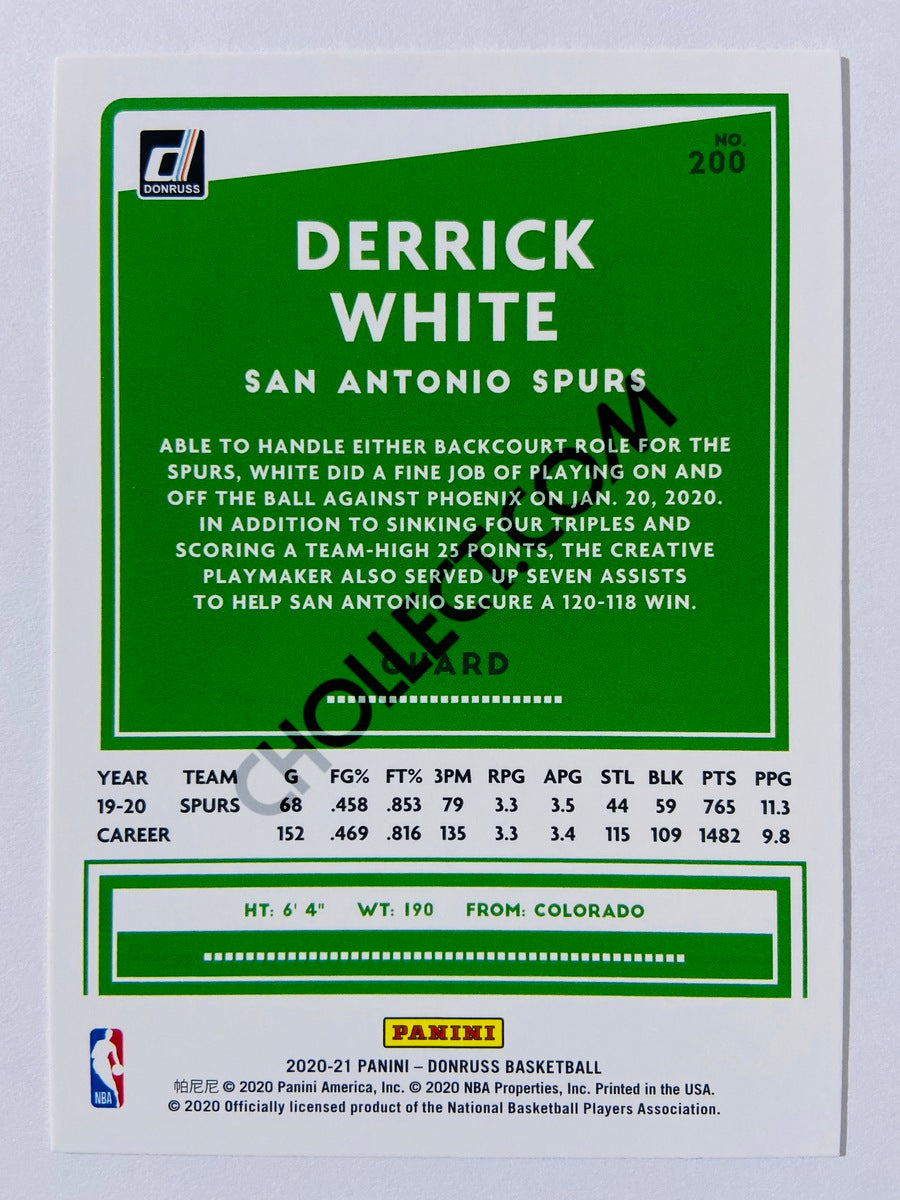 DONRUSS
NO.
200
DERRICK
WHITE
SAN ANTONIO SPURS
ABLE TO HANDLE EITHER BACKCOURT ROLE FOR THE
SPURS, WHITE DID A FINE JOB OF PLAYING ON AND
OFF THE BALL AGAINST PHOENIX ON JAN. 20, 2020.
IN ADDITION TO SINKING FOUR TRIPLES AND
SCORING A TEAM-HIGH 25 POINTS, THE CREATIVE
PLAYMAKER ALSO SERVED UP SEVEN ASSISTS
TO HELP SAN ANTONIO SECURE A 120-118 WIN.
GUARD
CHOLLECT.COM
YEAR TEAM G FG% FT% 3PM RPG APG STL BLK PTS PPG
19-20 SPURS 68 .458 .853 79 3.3 3.5 44 59 765 11.3
CAREER 152 .469 .816 135 3.3 3.4 115 109 1482 9.8
HT: 6' 4" WT: 190 FROM: COLORADO
PANINI
NBA
2020-21 PANINI – DONRUSS BASKETBALL
帕尼尼 © 2020 Panini America, Inc. © 2020 NBA Properties, Inc. Printed in the USA.
© 2020 Officially licensed product of the National Basketball Players Association.